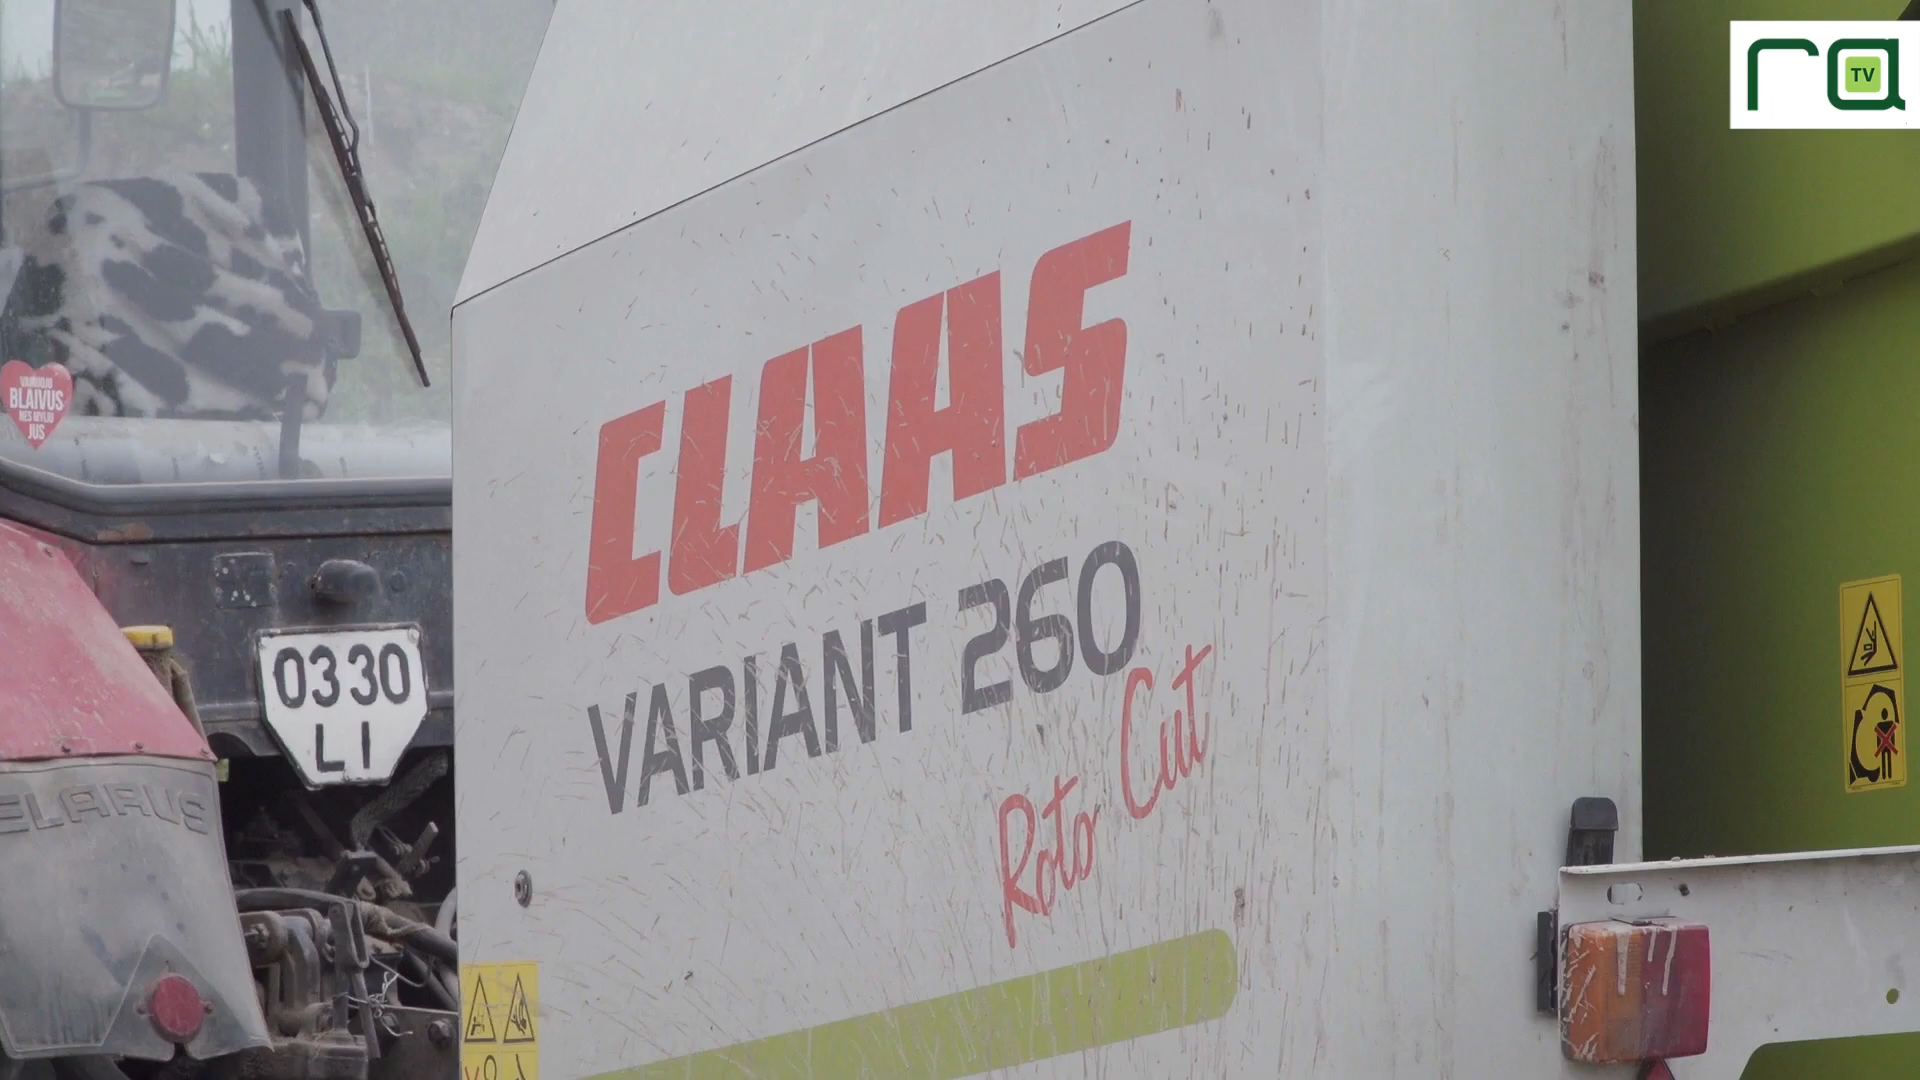 ra
TV
CLAAS
VARIANT 260
Roto Cut
VAIRUOJU
BLAIVUS
NES MYLIU
JUS
0330
LI
ELARUS